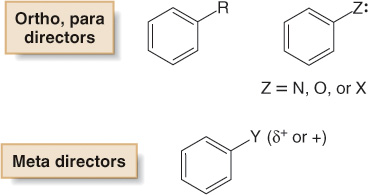 Ortho, para
directors
R
Z:
Z = N, O, or X
Meta directors
Y (δ⁺ or +)